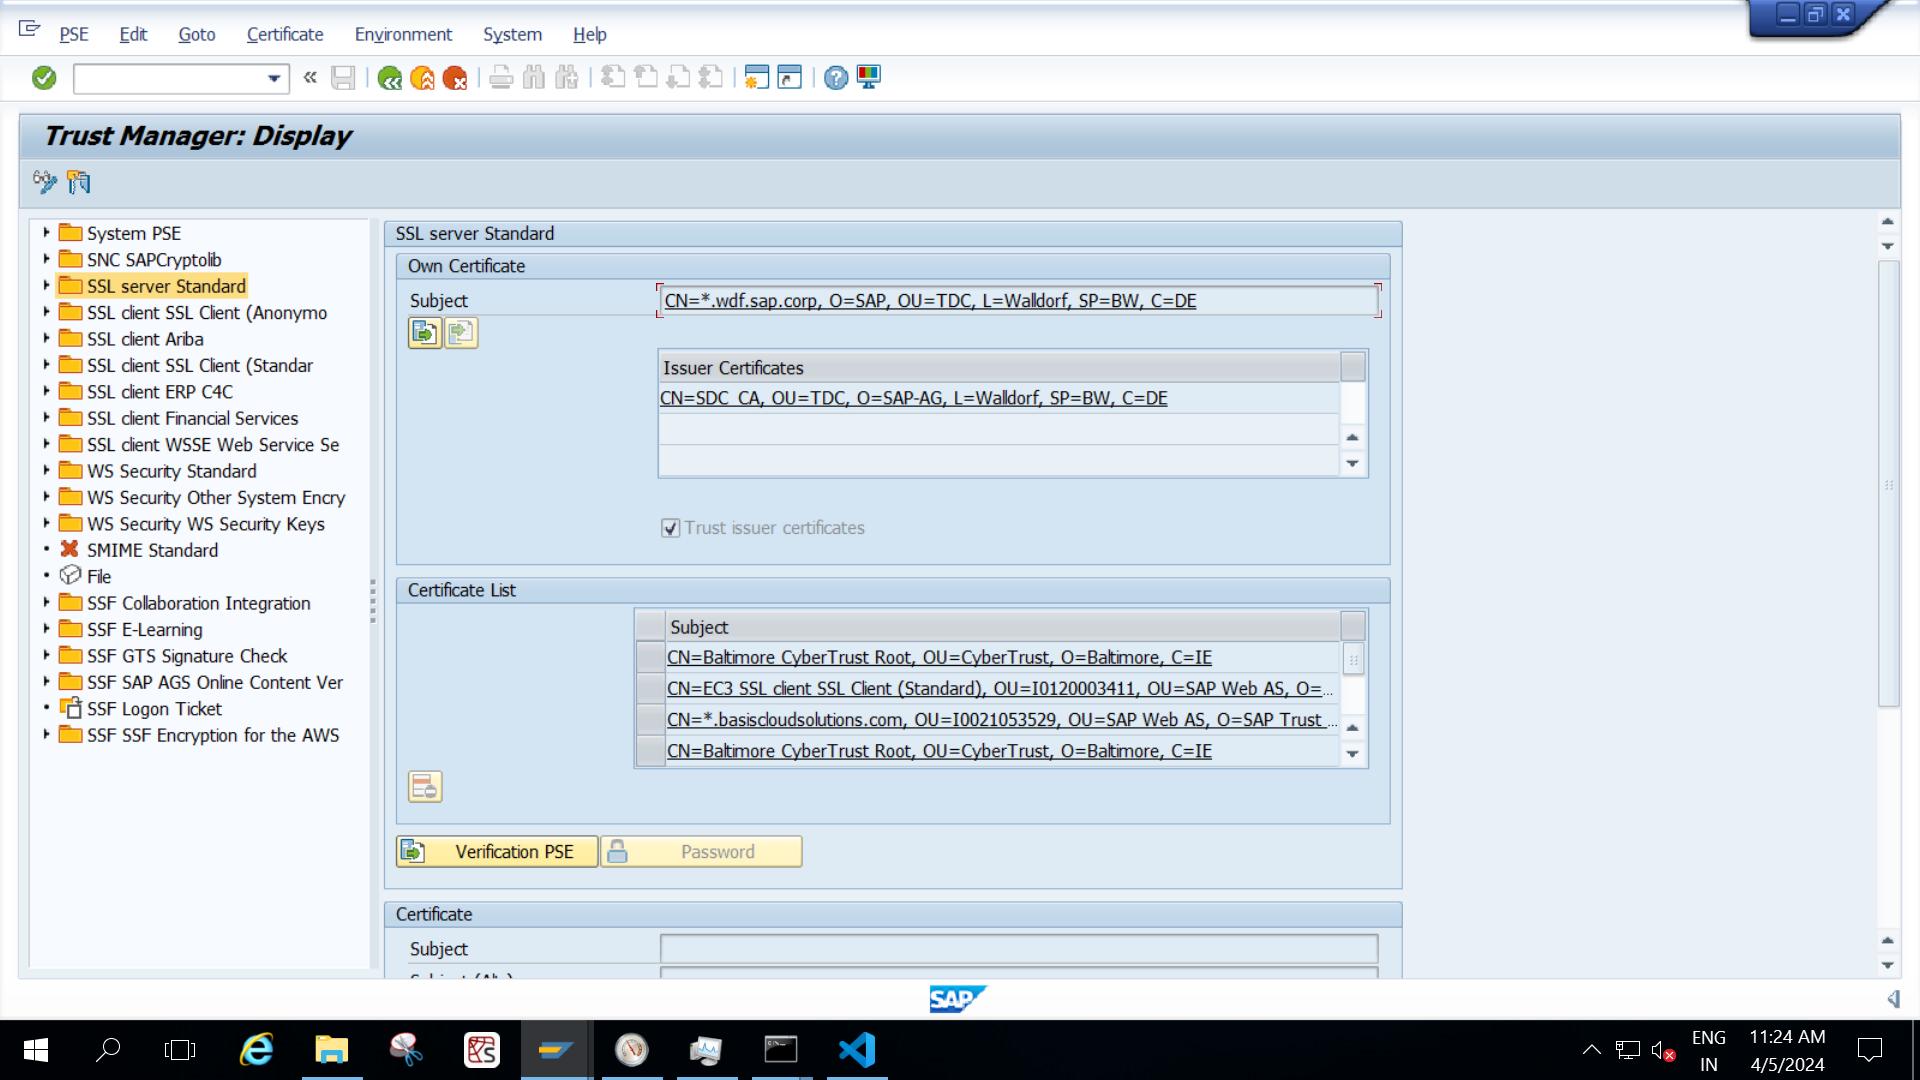 PSE Edit Goto Certificate Environment System Help
Trust Manager: Display
System PSE
SNC SAPCryptolib
SSL server Standard
SSL client SSL Client (Anonymo
SSL client Ariba
SSL client SSL Client (Standar
SSL client ERP C4C
SSL client Financial Services
SSL client WSSE Web Service Se
WS Security Standard
WS Security Other System Encry
WS Security WS Security Keys
SMIME Standard
File
SSF Collaboration Integration
SSF E-Learning
SSF GTS Signature Check
SSF SAP AGS Online Content Ver
SSF Logon Ticket
SSF SSF Encryption for the AWS
SSL server Standard
Own Certificate
Subject CN=*.wdf.sap.corp, O=SAP, OU=TDC, L=Walldorf, SP=BW, C=DE
Issuer Certificates
CN=SDC CA, OU=TDC, O=SAP-AG, L=Walldorf, SP=BW, C=DE
Trust issuer certificates
Certificate List
Subject
CN=Baltimore CyberTrust Root, OU=CyberTrust, O=Baltimore, C=IE
CN=EC3 SSL client SSL Client (Standard), OU=I0120003411, OU=SAP Web AS, O=...
CN=*.basiscloudsolutions.com, OU=I0021053529, OU=SAP Web AS, O=SAP Trust ...
CN=Baltimore CyberTrust Root, OU=CyberTrust, O=Baltimore, C=IE
Verification PSE Password
Certificate
Subject
SAP
ENG 11:24 AM
IN 4/5/2024